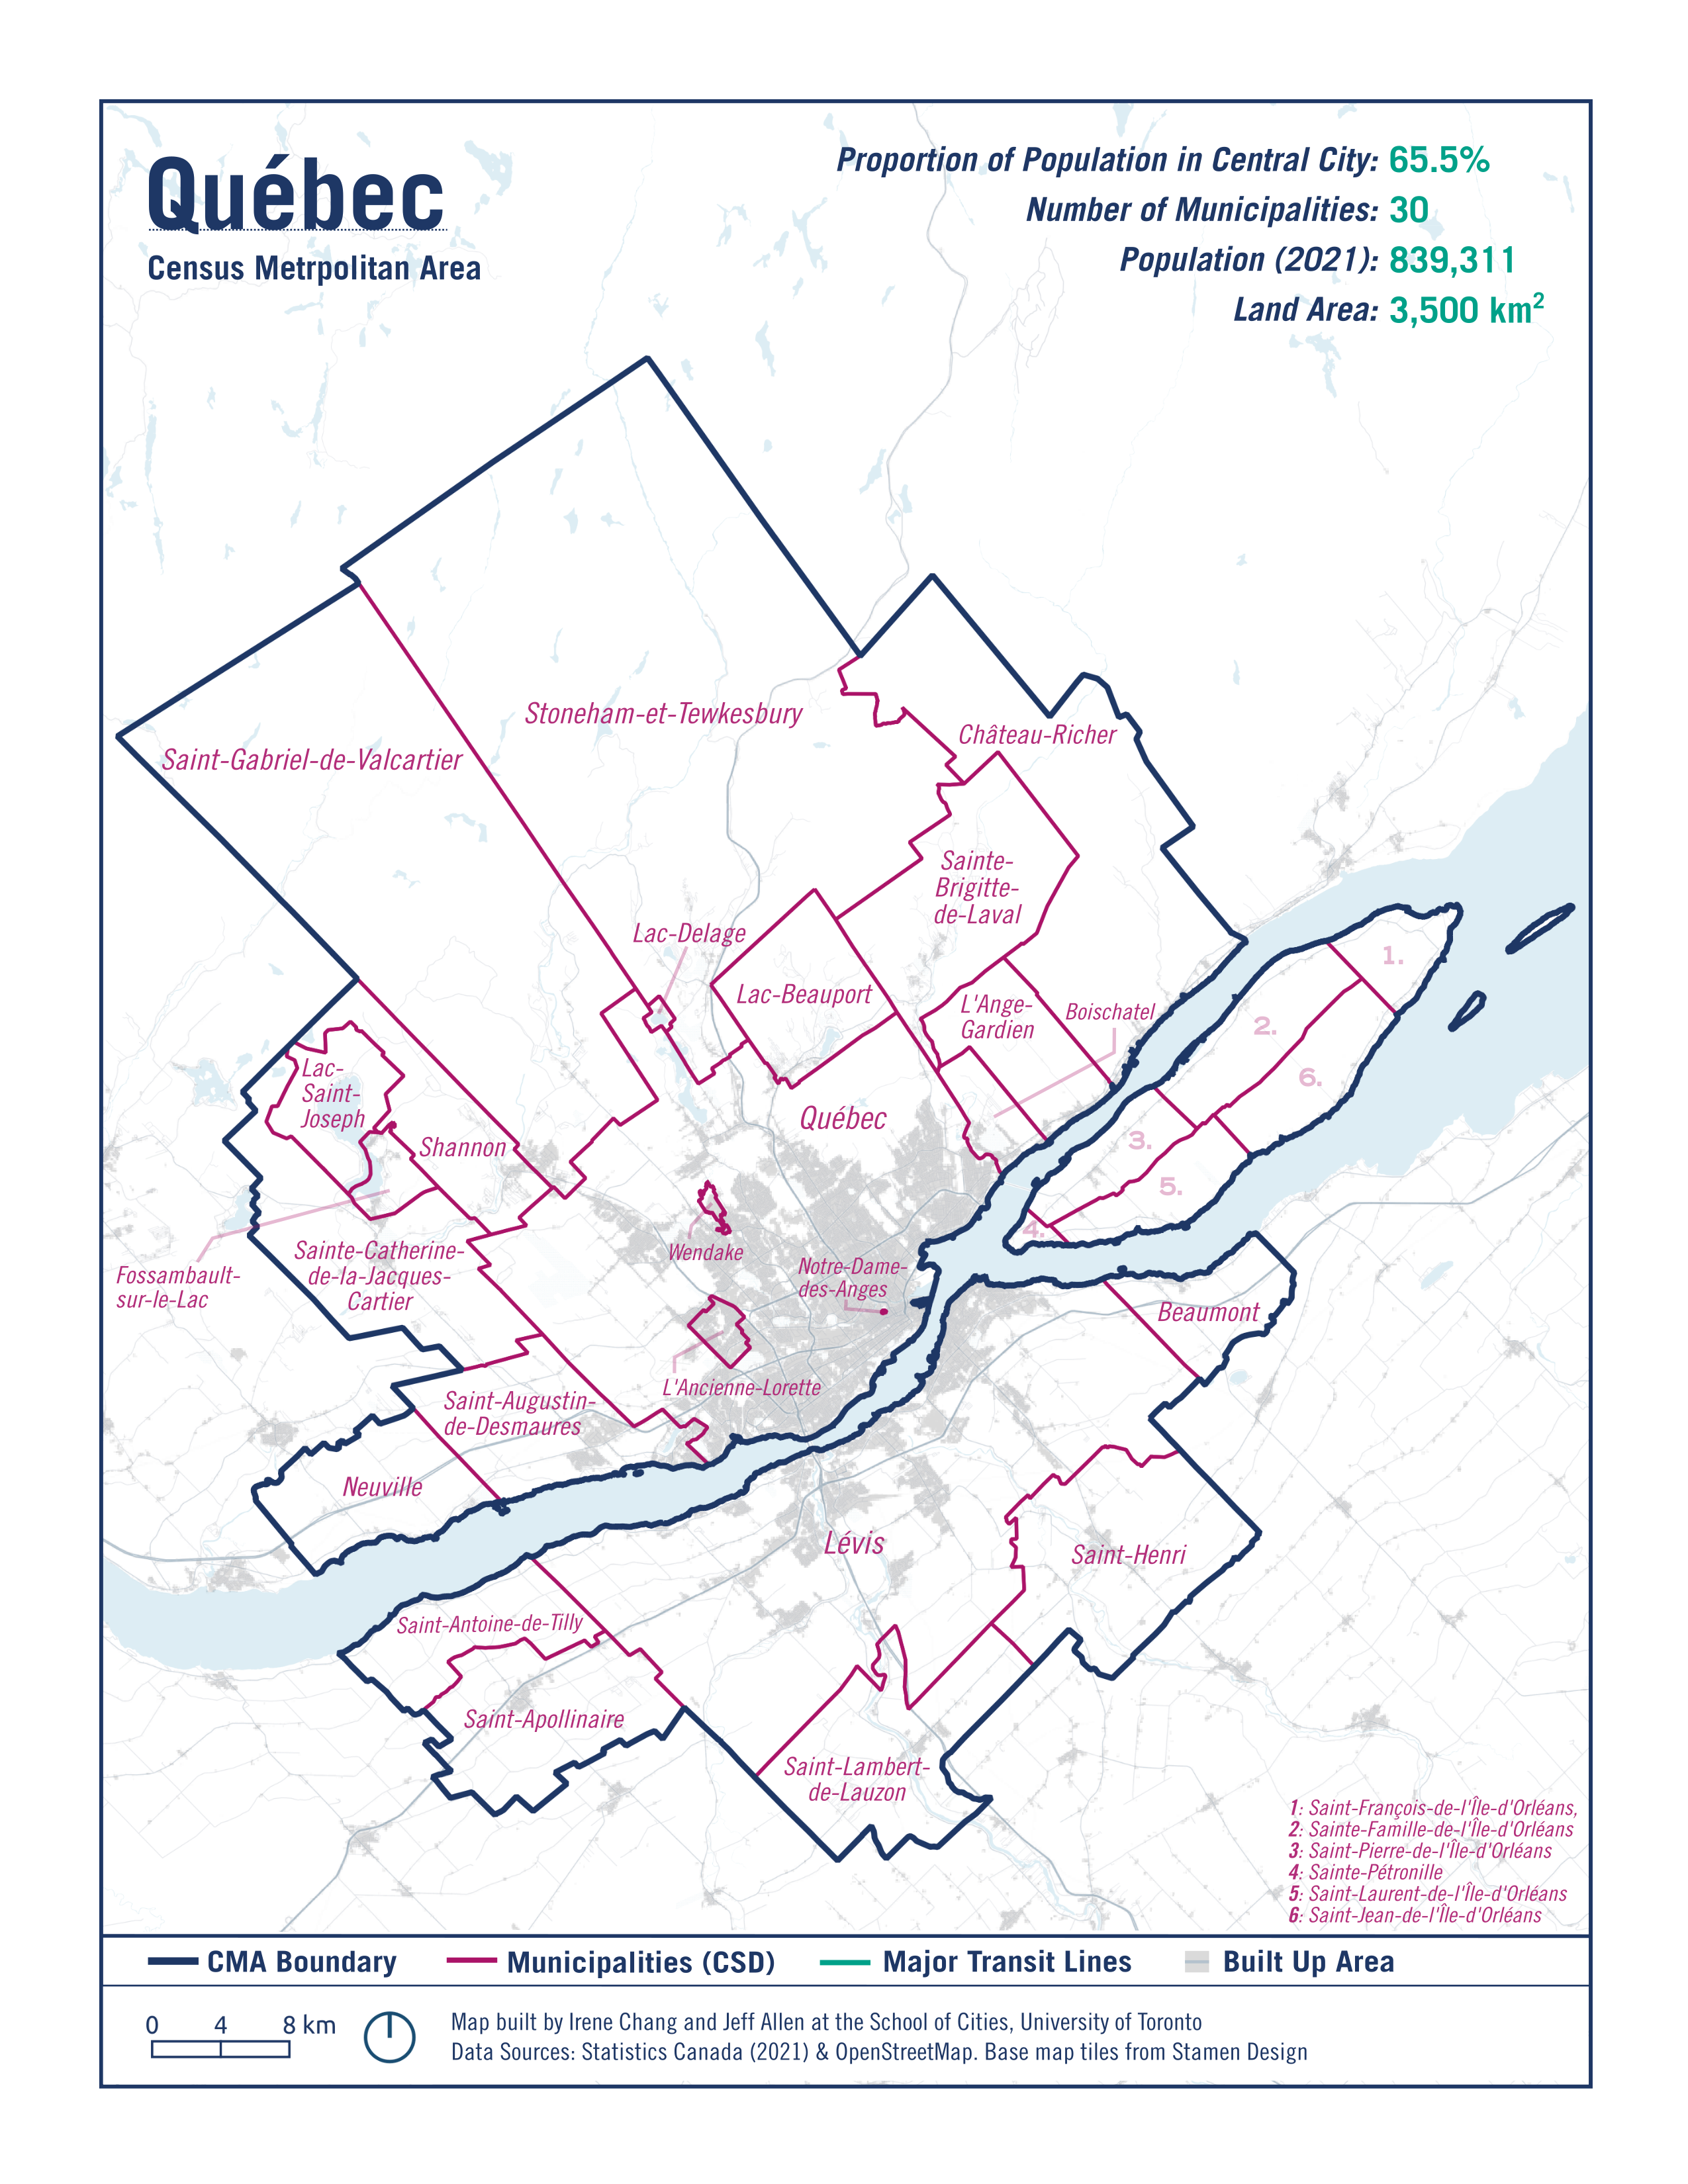 Québec
Census Metrpolitan Area
Proportion of Population in Central City: 65.5%
Number of Municipalities: 30
Population (2021): 839,311
Land Area: 3,500 km²
Stoneham-et-Tewkesbury
Château-Richer
Saint-Gabriel-de-Valcartier
Sainte-
Brigitte-
de-Laval
Lac-Delage
Lac-Beauport
L'Ange-
Gardien
Boischatel
1.
2.
6.
Lac-
Saint-
Joseph
Shannon
Québec
3.
5.
4.
Wendake
Notre-Dame-
des-Anges
Fossambault-
sur-le-Lac
Sainte-Catherine-
de-la-Jacques-
Cartier
Beaumont
L'Ancienne-Lorette
Saint-Augustin-
de-Desmaures
Neuville
Lévis
Saint-Henri
Saint-Antoine-de-Tilly
Saint-Apollinaire
Saint-Lambert-
de-Lauzon
1: Saint-François-de-l'Île-d'Orléans,
2: Sainte-Famille-de-l'Île-d'Orléans
3: Saint-Pierre-de-l'Île-d'Orléans
4: Sainte-Pétronille
5: Saint-Laurent-de-l'Île-d'Orléans
6: Saint-Jean-de-l'Île-d'Orléans
CMA Boundary
Municipalities (CSD)
Major Transit Lines
Built Up Area
0 4 8 km
Map built by Irene Chang and Jeff Allen at the School of Cities, University of Toronto
Data Sources: Statistics Canada (2021) & OpenStreetMap. Base map tiles from Stamen Design